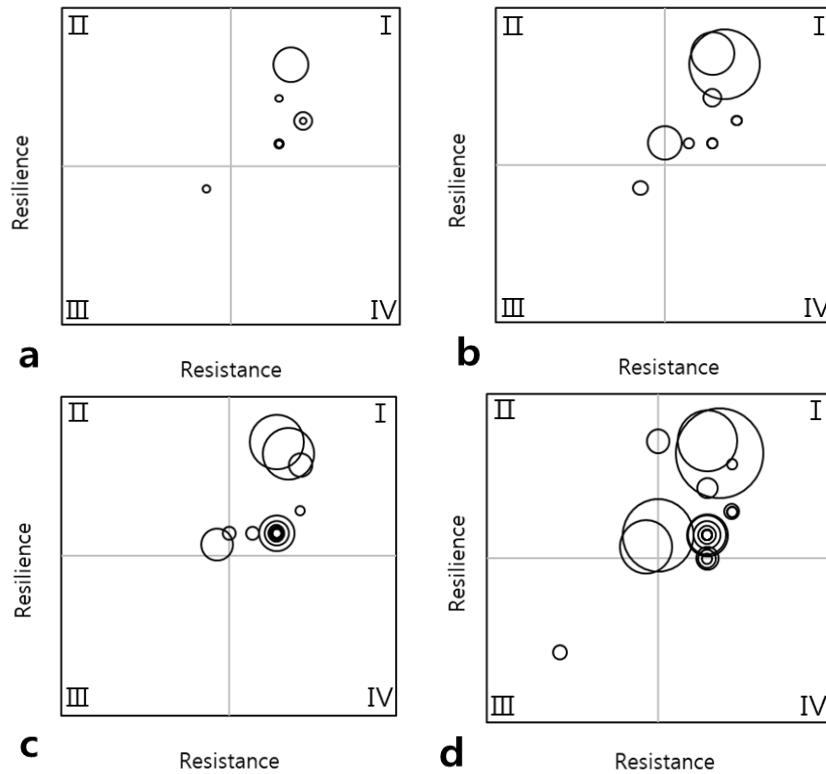 Ⅱ Ⅰ
Resilience
Ⅲ Ⅳ
a
Resistance
Ⅱ Ⅰ
Resilience
Ⅲ Ⅳ
b
Resistance
Ⅱ Ⅰ
Resilience
Ⅲ Ⅳ
c
Resistance
Ⅱ Ⅰ
Resilience
Ⅲ Ⅳ
d
Resistance